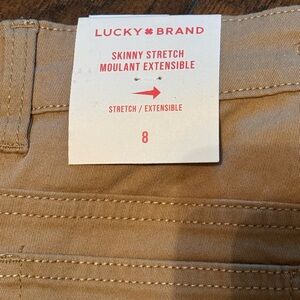 LUCKY BRAND
SKINNY STRETCH
MOULANT EXTENSIBLE
STRETCH / EXTENSIBLE
8